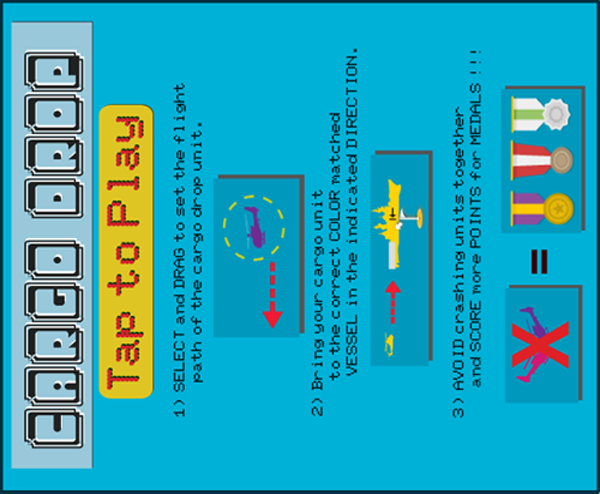 CARGO DROP
Tap to Play
1) SELECT and DRAG to set the flight
path of the cargo drop unit.
2) Bring your cargo unit
to the correct COLOR matched
VESSEL in the indicated DIRECTION.
3) AVOID crashing units together
and SCORE more POINTS for MEDALS !!!
X
=